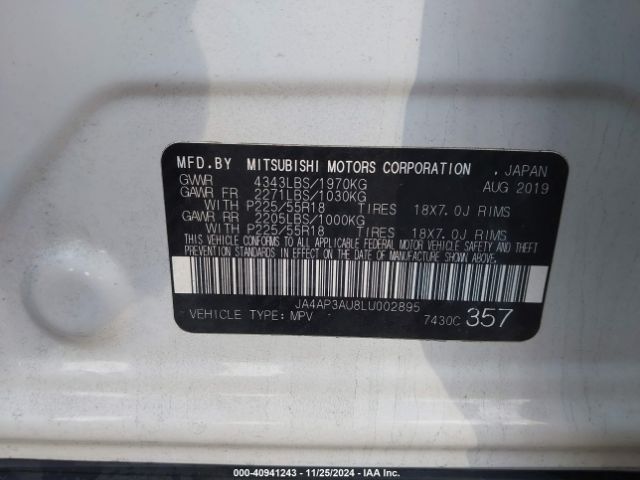 MFD.BY MITSUBISHI MOTORS CORPORATION , JAPAN
GVWR 4343LBS/1970KG AUG 2019
GAWR FR 2271LBS/1030KG
WITH P225/55R18 TIRES 18X7.0J RIMS
GAWR RR 2205LBS/1000KG
WITH P225/55R18 TIRES 18X7.0J RIMS
THIS VEHICLE CONFORMS TO ALL APPLICABLE FEDERAL MOTOR VEHICLE SAFETY AND THEFT
PREVENTION STANDARDS IN EFFECT ON THE DATE OF MANUFACTURE SHOWN ABOVE.
JA4AP3AU8LU002895
VEHICLE TYPE: MPV 7430C 357
000-40941243 - 11/25/2024 - IAA Inc.